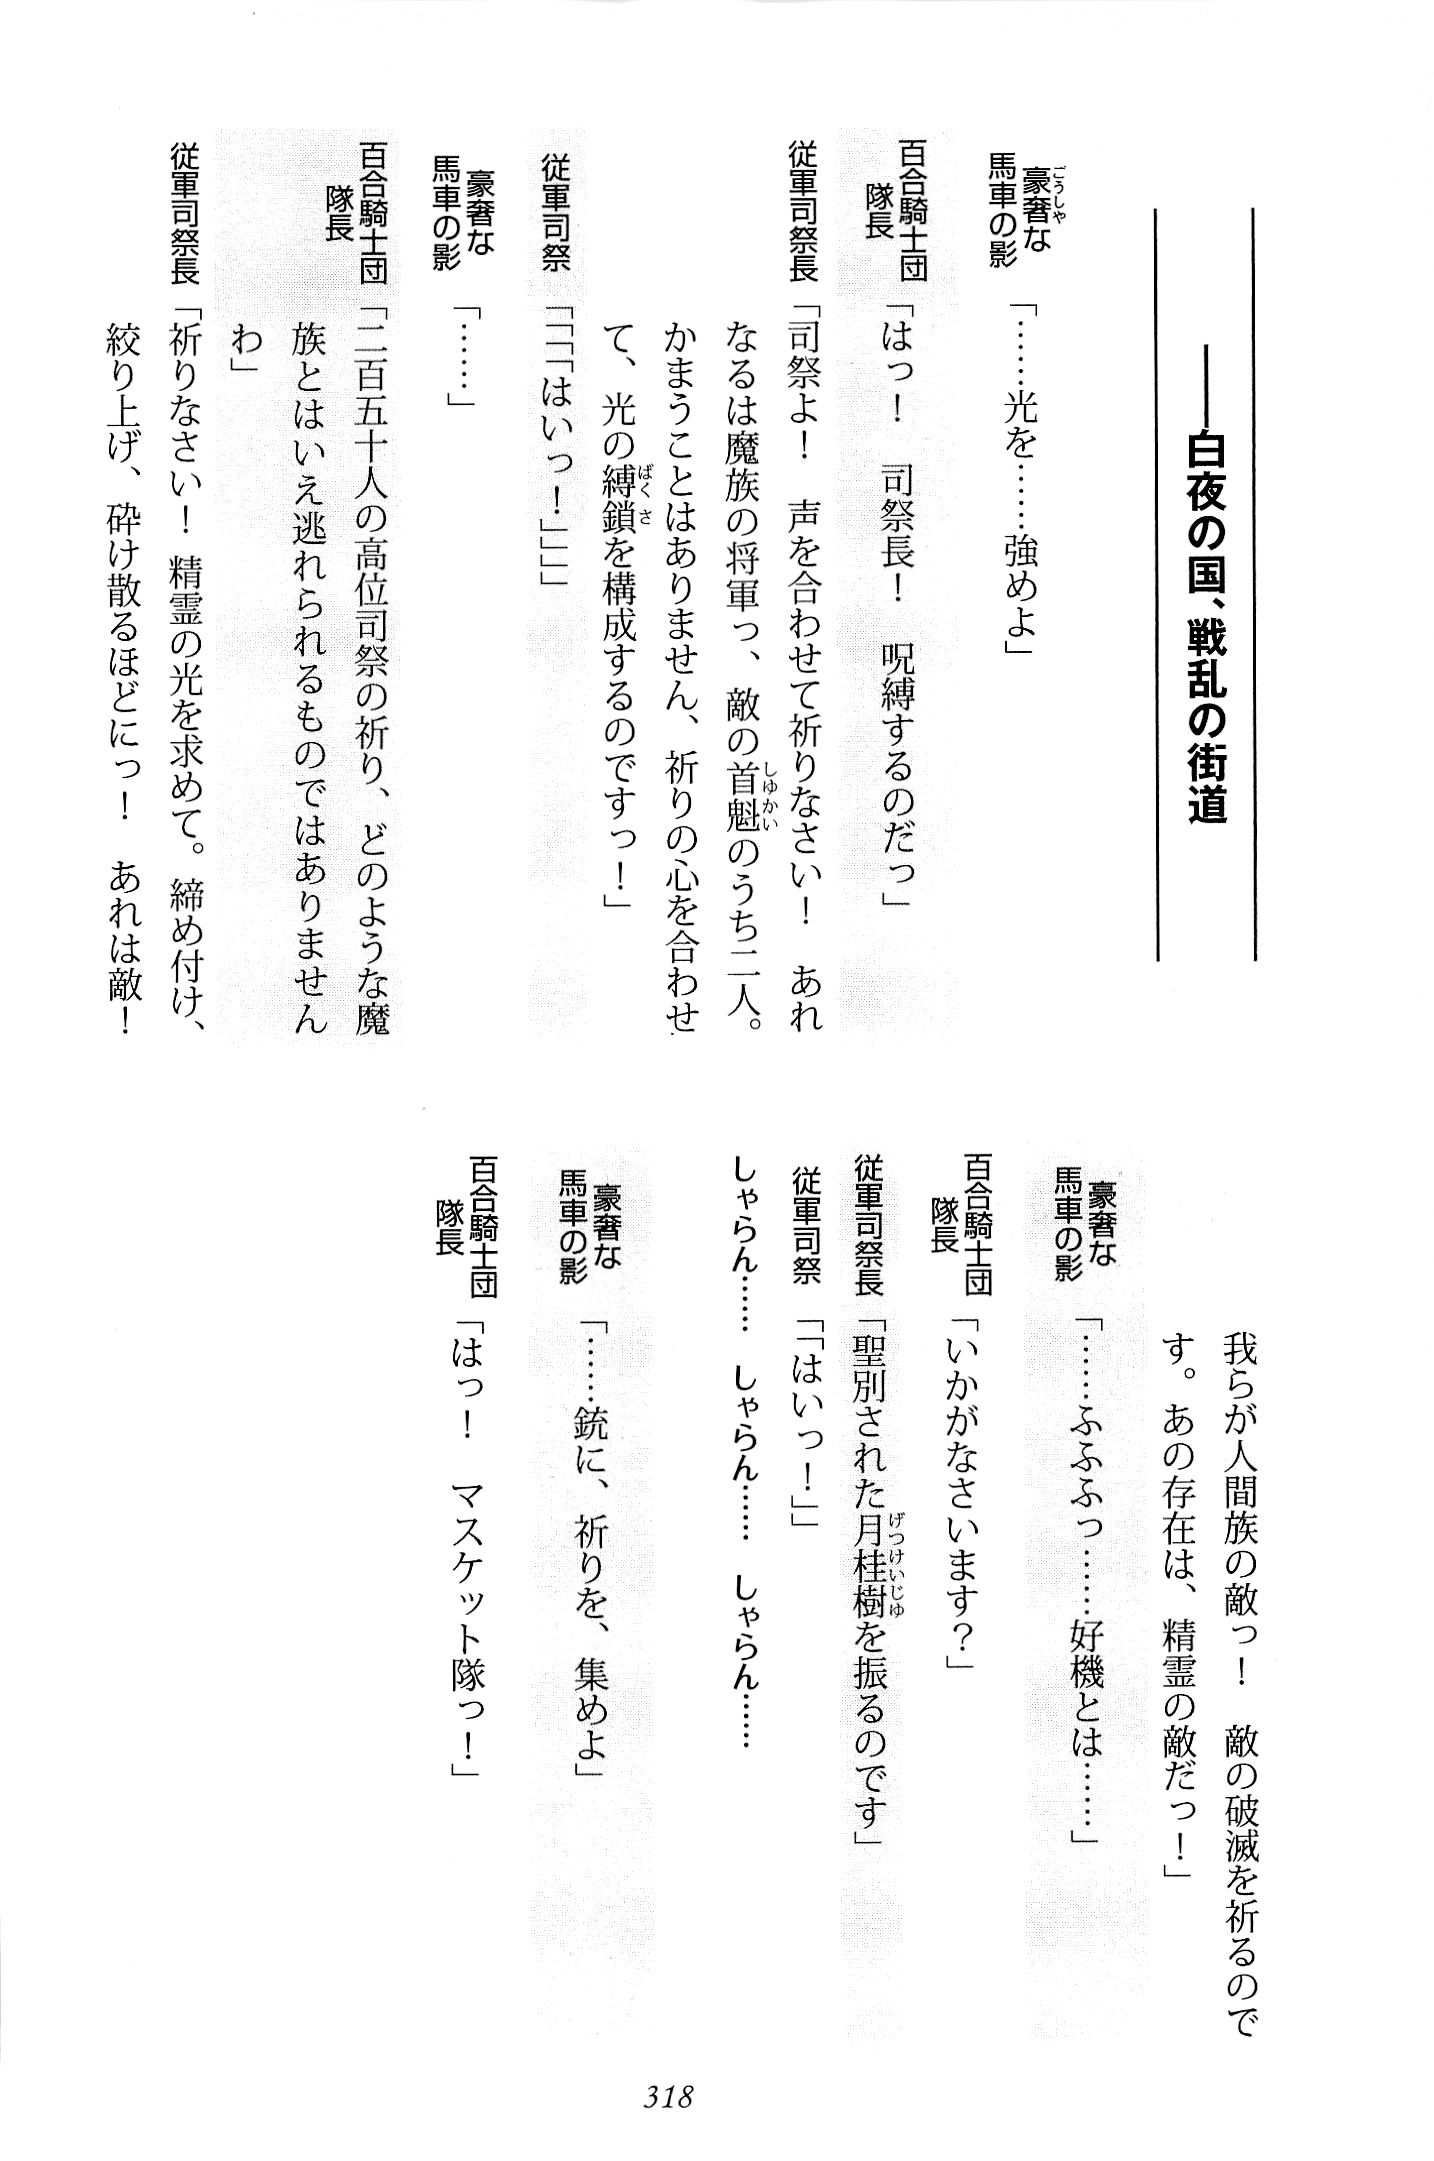 ――白夜の国、戦乱の街道
豪奢な馬車の影「……光を……強めよ」
百合騎士団隊長「はっ！　司祭長！　呪縛するのだっ」
従軍司祭長「司祭よ！　声を合わせて祈りなさい！　あれ
なるは魔族の将軍っ、敵の首魁のうち二人。
かまうことはありません、祈りの心を合わせ
て、光の縛鎖を構成するのですっ！」
従軍司祭「「「「はいっ！」」」」
豪奢な馬車の影「……」
百合騎士団隊長「二百五十人の高位司祭の祈り、どのような魔
族とはいえ逃れられるものではありません
わ」
従軍司祭長「祈りなさい！ 精霊の光を求めて。締め付け、
絞り上げ、砕け散るほどにっ！　あれは敵！
我らが人間族の敵っ！　敵の破滅を祈るので
す。あの存在は、精霊の敵だっ！」
豪奢な馬車の影「……ふふふっ……好機とは……」
百合騎士団隊長「いかがなさいます？」
従軍司祭長「聖別された月桂樹を振るのです」
従軍司祭「「はいっ！」」
しゃらん……　しゃらん……　しゃらん……
豪奢な馬車の影「……銃に、祈りを、集めよ」
百合騎士団隊長「はっ！　マスケット隊っ！」
318